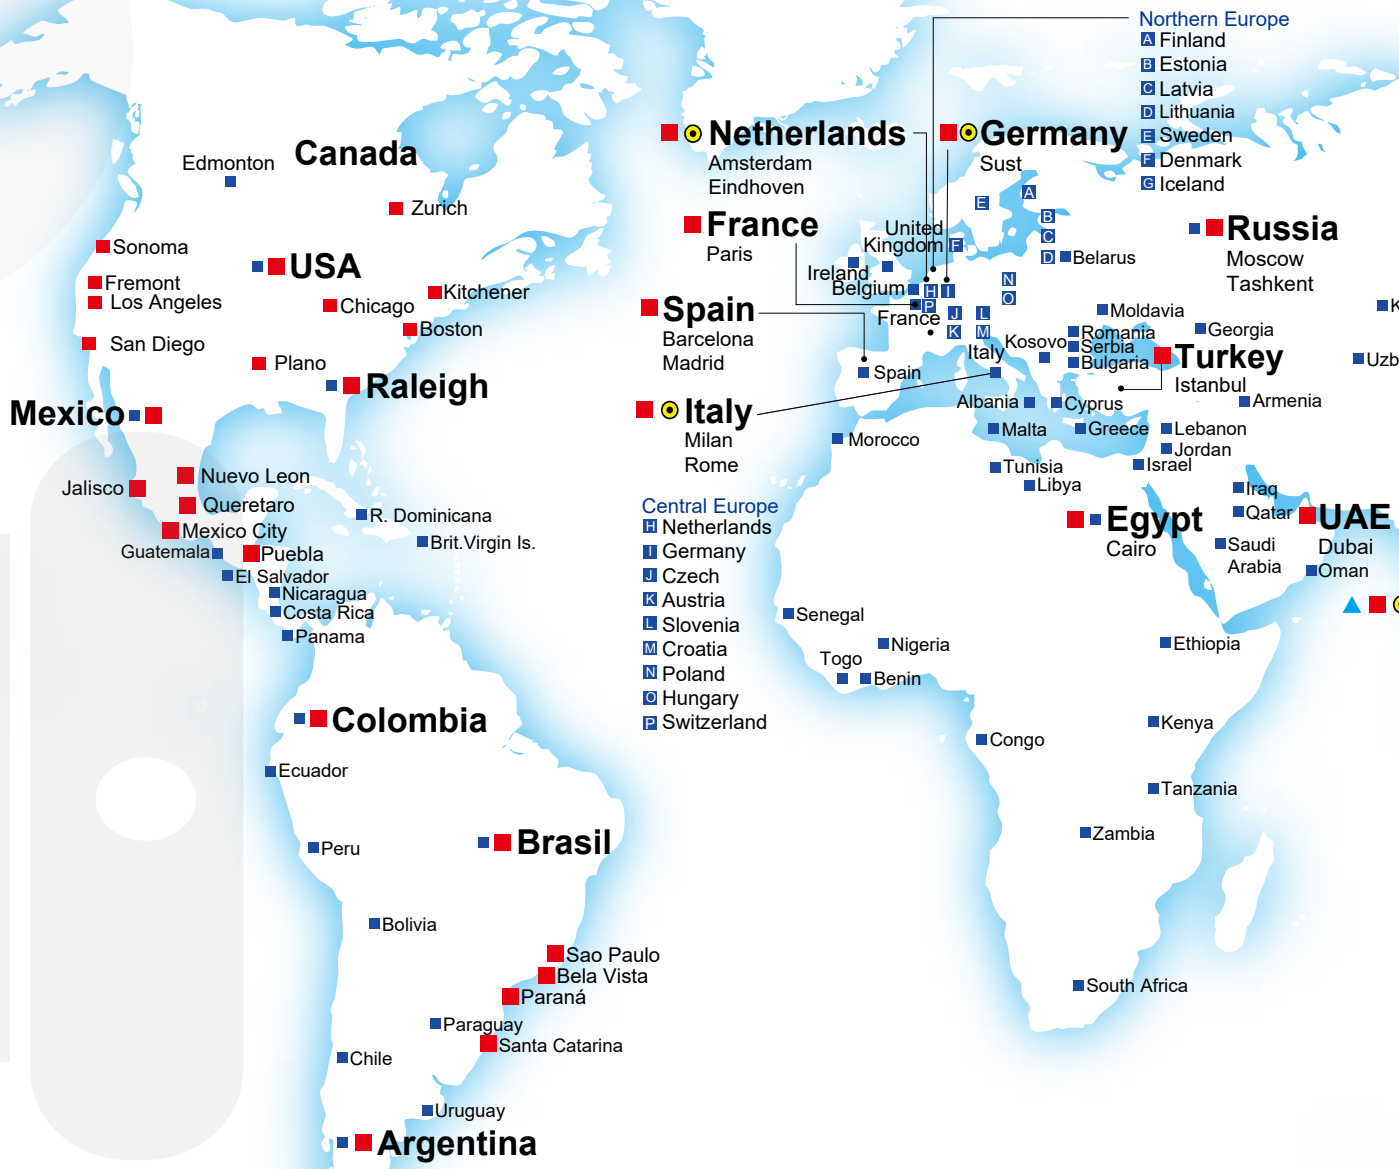 Northern Europe
A Finland
B Estonia
C Latvia
D Lithuania
E Sweden
F Denmark
G Iceland
Canada
Edmonton
Zurich
Sonoma
USA
Fremont
Los Angeles
Chicago
Kitchener
Boston
San Diego
Plano
Raleigh
Mexico
Nuevo Leon
Jalisco
Queretaro
Mexico City
Guatemala
Puebla
El Salvador
Nicaragua
Costa Rica
Panama
R. Dominicana
Brit.Virgin Is.
Colombia
Ecuador
Brasil
Peru
Bolivia
Sao Paulo
Bela Vista
Paraná
Paraguay
Santa Catarina
Chile
Uruguay
Argentina
Netherlands
Amsterdam
Eindhoven
Germany
Sust
France
Paris
Spain
Barcelona
Madrid
Italy
Milan
Rome
Central Europe
H Netherlands
I Germany
J Czech
K Austria
L Slovenia
M Croatia
N Poland
O Hungary
P Switzerland
E
A
B
C
D
F
United
Kingdom
Ireland
Belgium
H
I
P
France
J
L
K
M
N
O
Belarus
Russia
Moscow
Tashkent
Moldavia
Romania
Georgia
Kosovo
Serbia
Bulgaria
Turkey
Istanbul
Italy
Spain
K
Uzb
Albania
Cyprus
Armenia
Malta
Greece
Lebanon
Morocco
Jordan
Tunisia
Israel
Libya
Iraq
Qatar
UAE
Dubai
Egypt
Cairo
Saudi
Arabia
Oman
Senegal
Nigeria
Togo
Benin
Ethiopia
Congo
Kenya
Tanzania
Zambia
South Africa